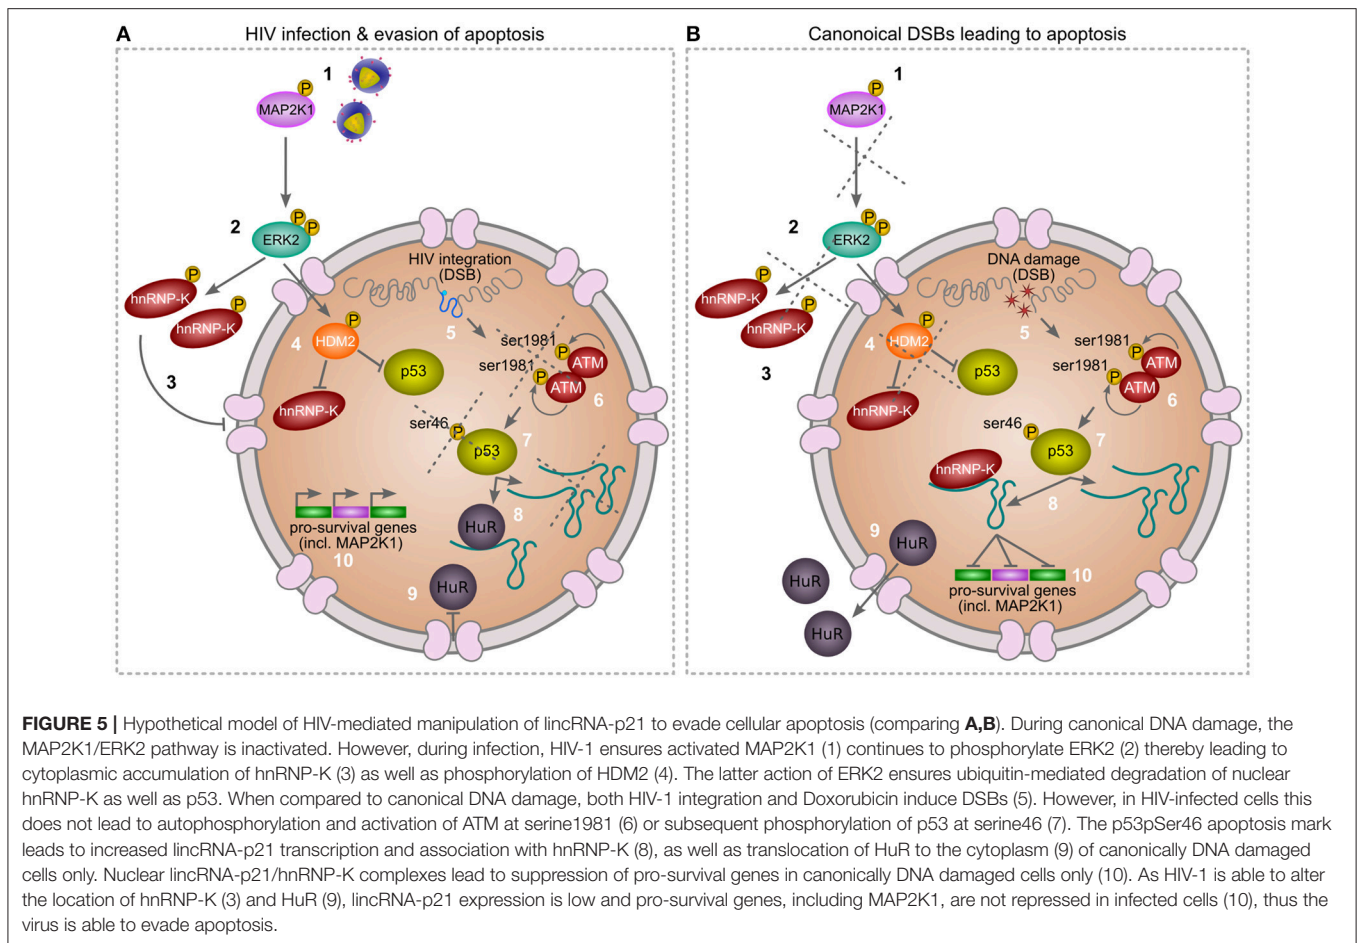 A
HIV infection & evasion of apoptosis
1
P
MAP2K1
2
P
P
ERK2
P
hnRNP-K
P
hnRNP-K
3
HIV integration
(DSB)
5
4
P
HDM2
p53
hnRNP-K
ser1981
P
ser1981
P
ATM
ATM
6
ser46
P
p53
7
8
HuR
pro-survival genes
(incl. MAP2K1)
10
9
HuR
B
Canonoical DSBs leading to apoptosis
1
P
MAP2K1
2
P
P
ERK2
P
hnRNP-K
P
hnRNP-K
3
DNA damage
(DSB)
5
4
P
HDM2
p53
hnRNP-K
ser1981
P
ser1981
P
ATM
ATM
6
ser46
P
p53
7
hnRNP-K
8
9
HuR
HuR
HuR
10
pro-survival genes
(incl. MAP2K1)
FIGURE 5 | Hypothetical model of HIV-mediated manipulation of lincRNA-p21 to evade cellular apoptosis (comparing A,B). During canonical DNA damage, the
MAP2K1/ERK2 pathway is inactivated. However, during infection, HIV-1 ensures activated MAP2K1 (1) continues to phosphorylate ERK2 (2) thereby leading to
cytoplasmic accumulation of hnRNP-K (3) as well as phosphorylation of HDM2 (4). The latter action of ERK2 ensures ubiquitin-mediated degradation of nuclear
hnRNP-K as well as p53. When compared to canonical DNA damage, both HIV-1 integration and Doxorubicin induce DSBs (5). However, in HIV-infected cells this
does not lead to autophosphorylation and activation of ATM at serine1981 (6) or subsequent phosphorylation of p53 at serine46 (7). The p53pSer46 apoptosis mark
leads to increased lincRNA-p21 transcription and association with hnRNP-K (8), as well as translocation of HuR to the cytoplasm (9) of canonically DNA damaged
cells only. Nuclear lincRNA-p21/hnRNP-K complexes lead to suppression of pro-survival genes in canonically DNA damaged cells only (10). As HIV-1 is able to alter
the location of hnRNP-K (3) and HuR (9), lincRNA-p21 expression is low and pro-survival genes, including MAP2K1, are not repressed in infected cells (10), thus the
virus is able to evade apoptosis.